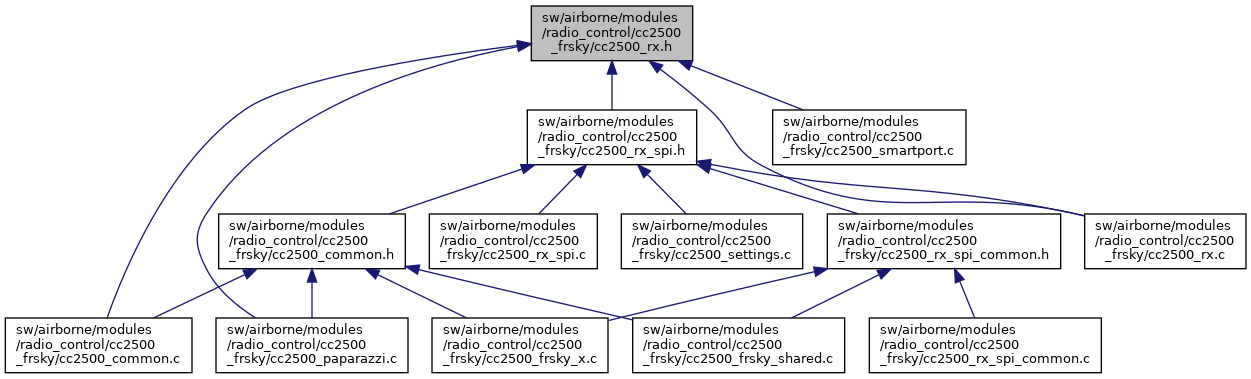 sw/airborne/modules
/radio_control/cc2500
_frsky/cc2500_rx.h
sw/airborne/modules
/radio_control/cc2500
_frsky/cc2500_rx_spi.h
sw/airborne/modules
/radio_control/cc2500
_frsky/cc2500_smartport.c
sw/airborne/modules
/radio_control/cc2500
_frsky/cc2500_common.h
sw/airborne/modules
/radio_control/cc2500
_frsky/cc2500_rx_spi.c
sw/airborne/modules
/radio_control/cc2500
_frsky/cc2500_settings.c
sw/airborne/modules
/radio_control/cc2500
_frsky/cc2500_rx_spi_common.h
sw/airborne/modules
/radio_control/cc2500
_frsky/cc2500_rx.c
sw/airborne/modules
/radio_control/cc2500
_frsky/cc2500_common.c
sw/airborne/modules
/radio_control/cc2500
_frsky/cc2500_paparazzi.c
sw/airborne/modules
/radio_control/cc2500
_frsky/cc2500_frsky_x.c
sw/airborne/modules
/radio_control/cc2500
_frsky/cc2500_frsky_shared.c
sw/airborne/modules
/radio_control/cc2500
_frsky/cc2500_rx_spi_common.c